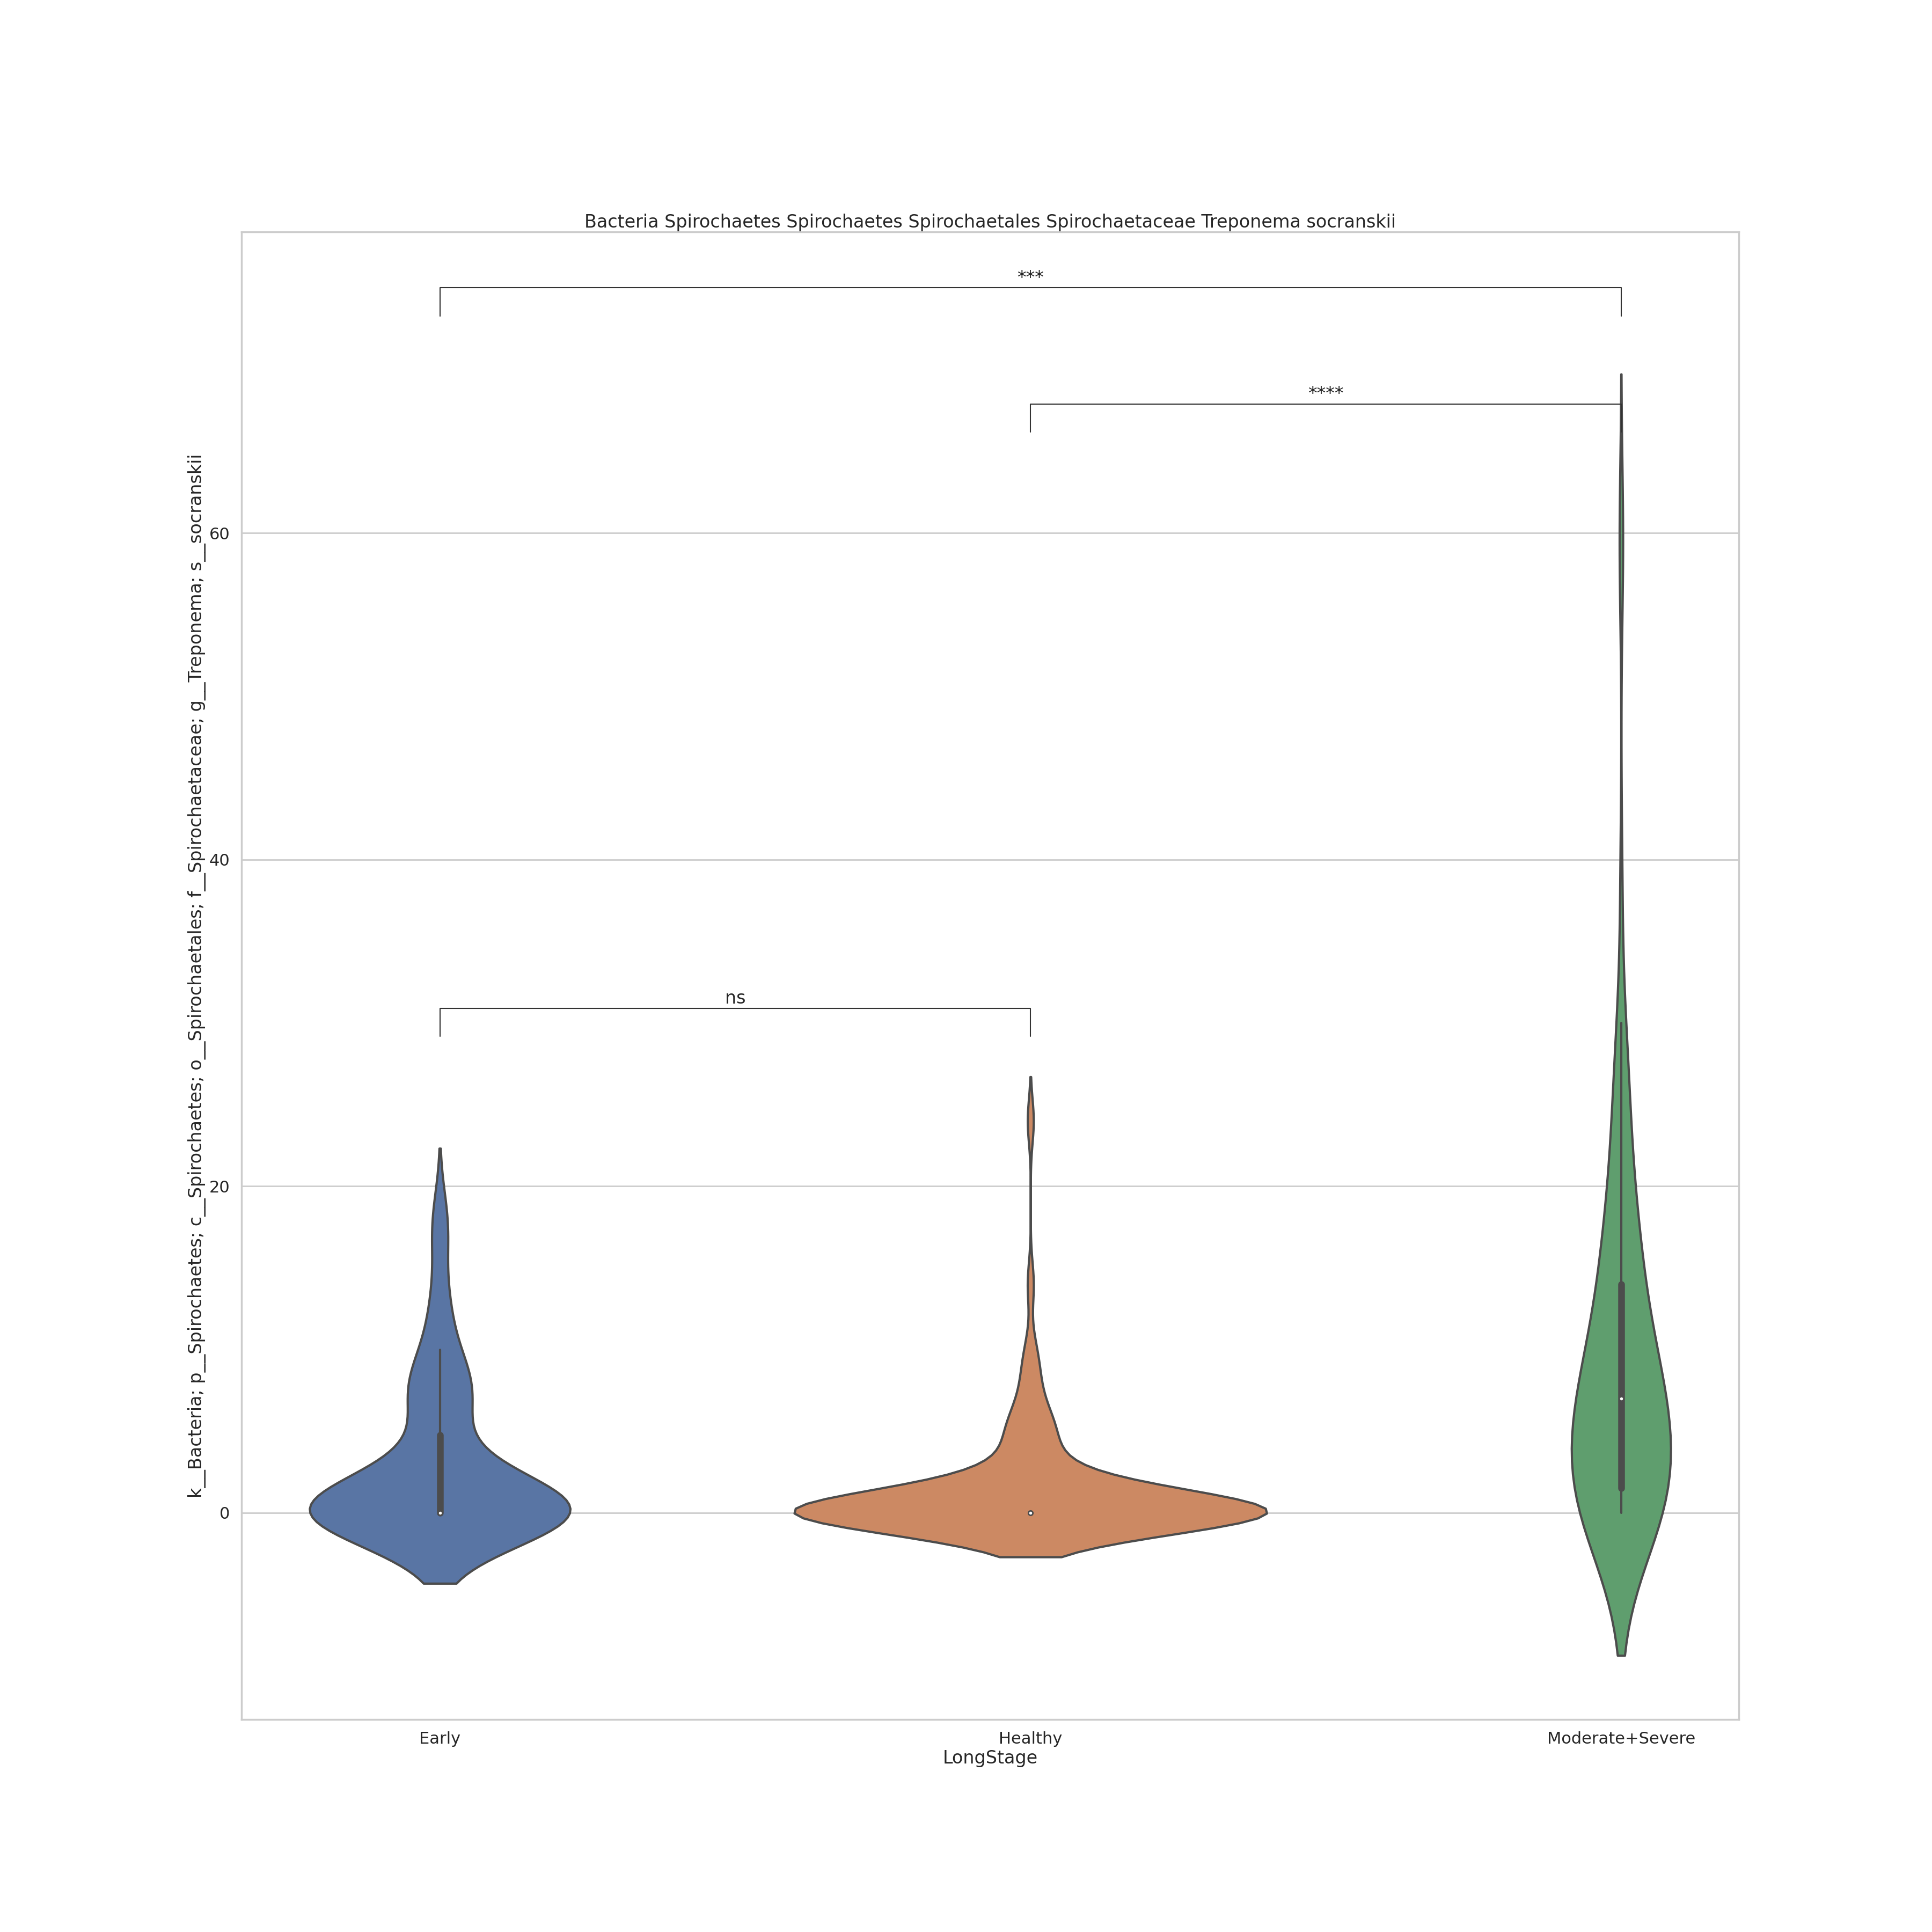 Bacteria Spirochaetes Spirochaetes Spirochaetales Spirochaetaceae Treponema socranskii
***
****
ns
k__Bacteria; p__Spirochaetes; c__Spirochaetes; o__Spirochaetales; f__Spirochaetaceae; g__Treponema; s__socranskii
60
40
20
0
Early
Healthy
Moderate+Severe
LongStage